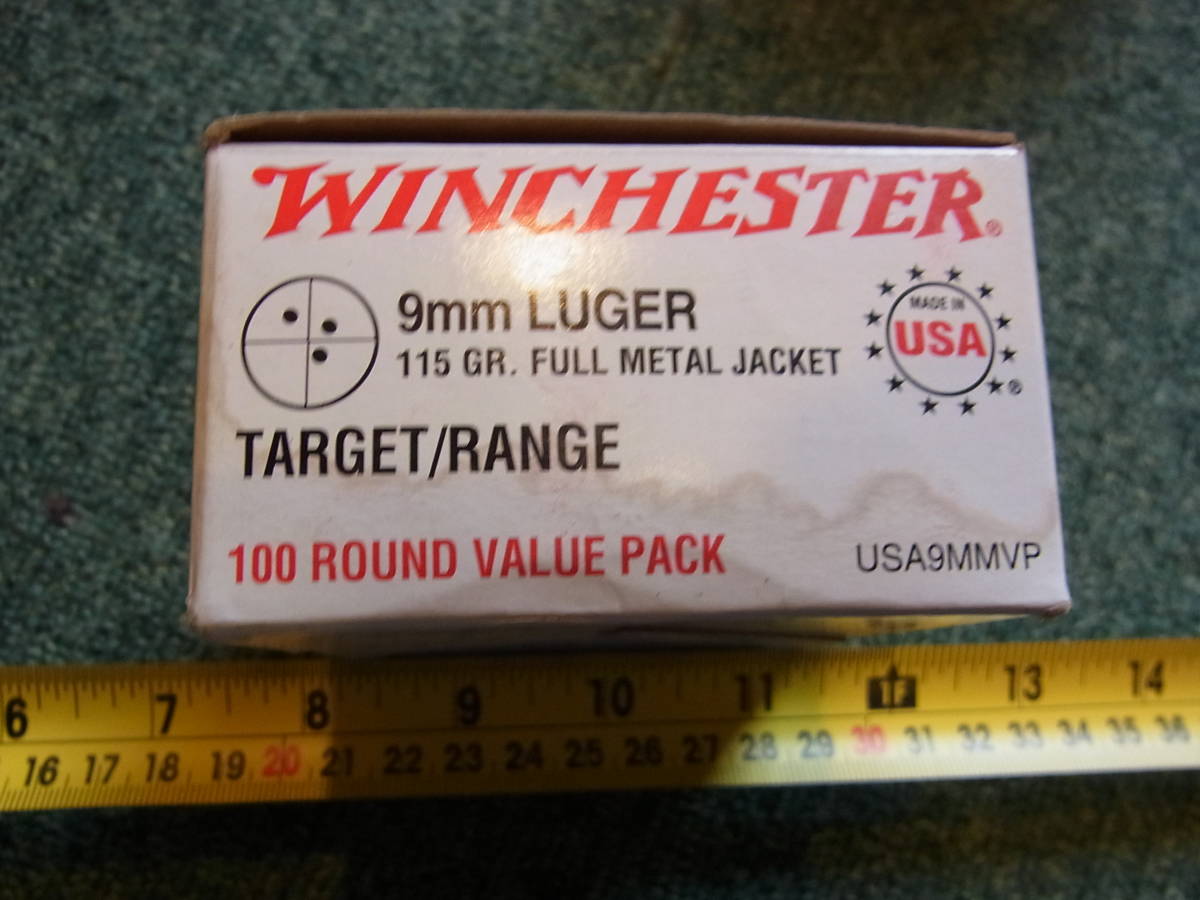 WINCHESTER®
9mm LUGER
115 GR. FULL METAL JACKET
MADE IN
USA
®
TARGET/RANGE
100 ROUND VALUE PACK
USA9MMVP
6 7 8 9 10 11 1F 13 14
16 17 18 19 20 21 22 23 24 25 26 27 28 29 30 31 32 33 34 35 36